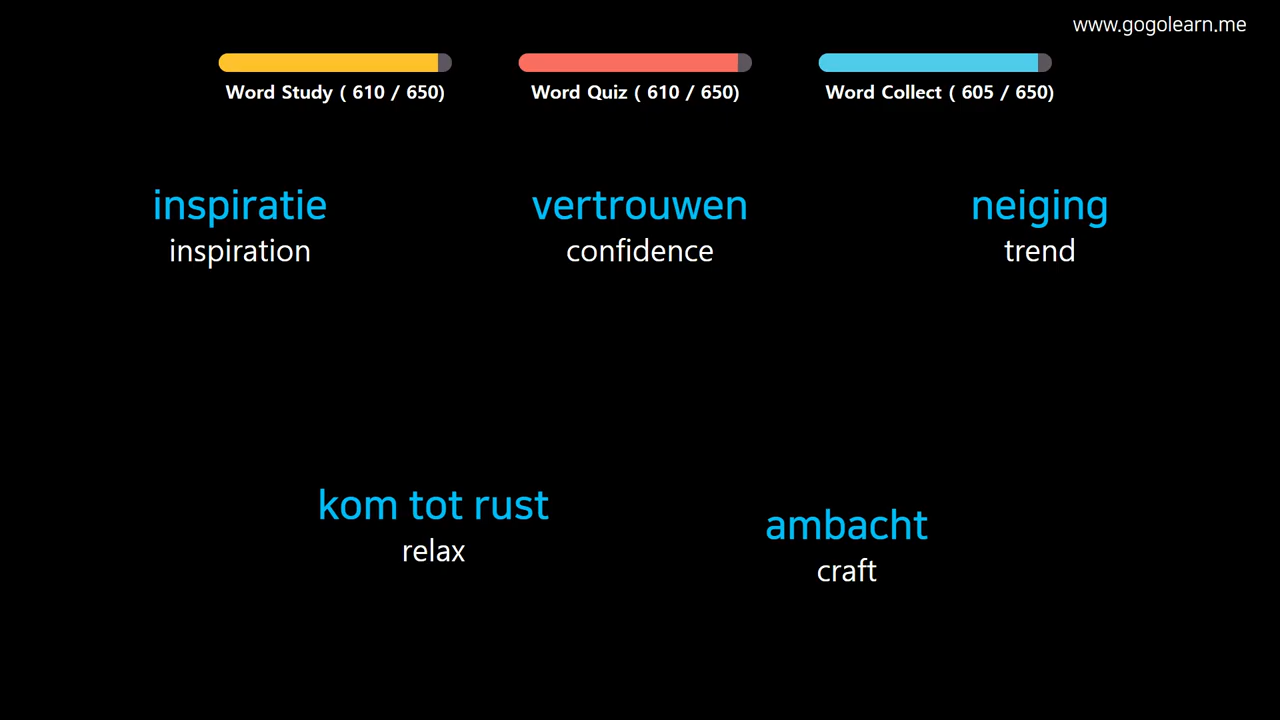 www.gogolearn.me
Word Study ( 610 / 650)
Word Quiz ( 610 / 650)
Word Collect ( 605 / 650)
inspiratie
inspiration
vertrouwen
confidence
neiging
trend
kom tot rust
relax
ambacht
craft